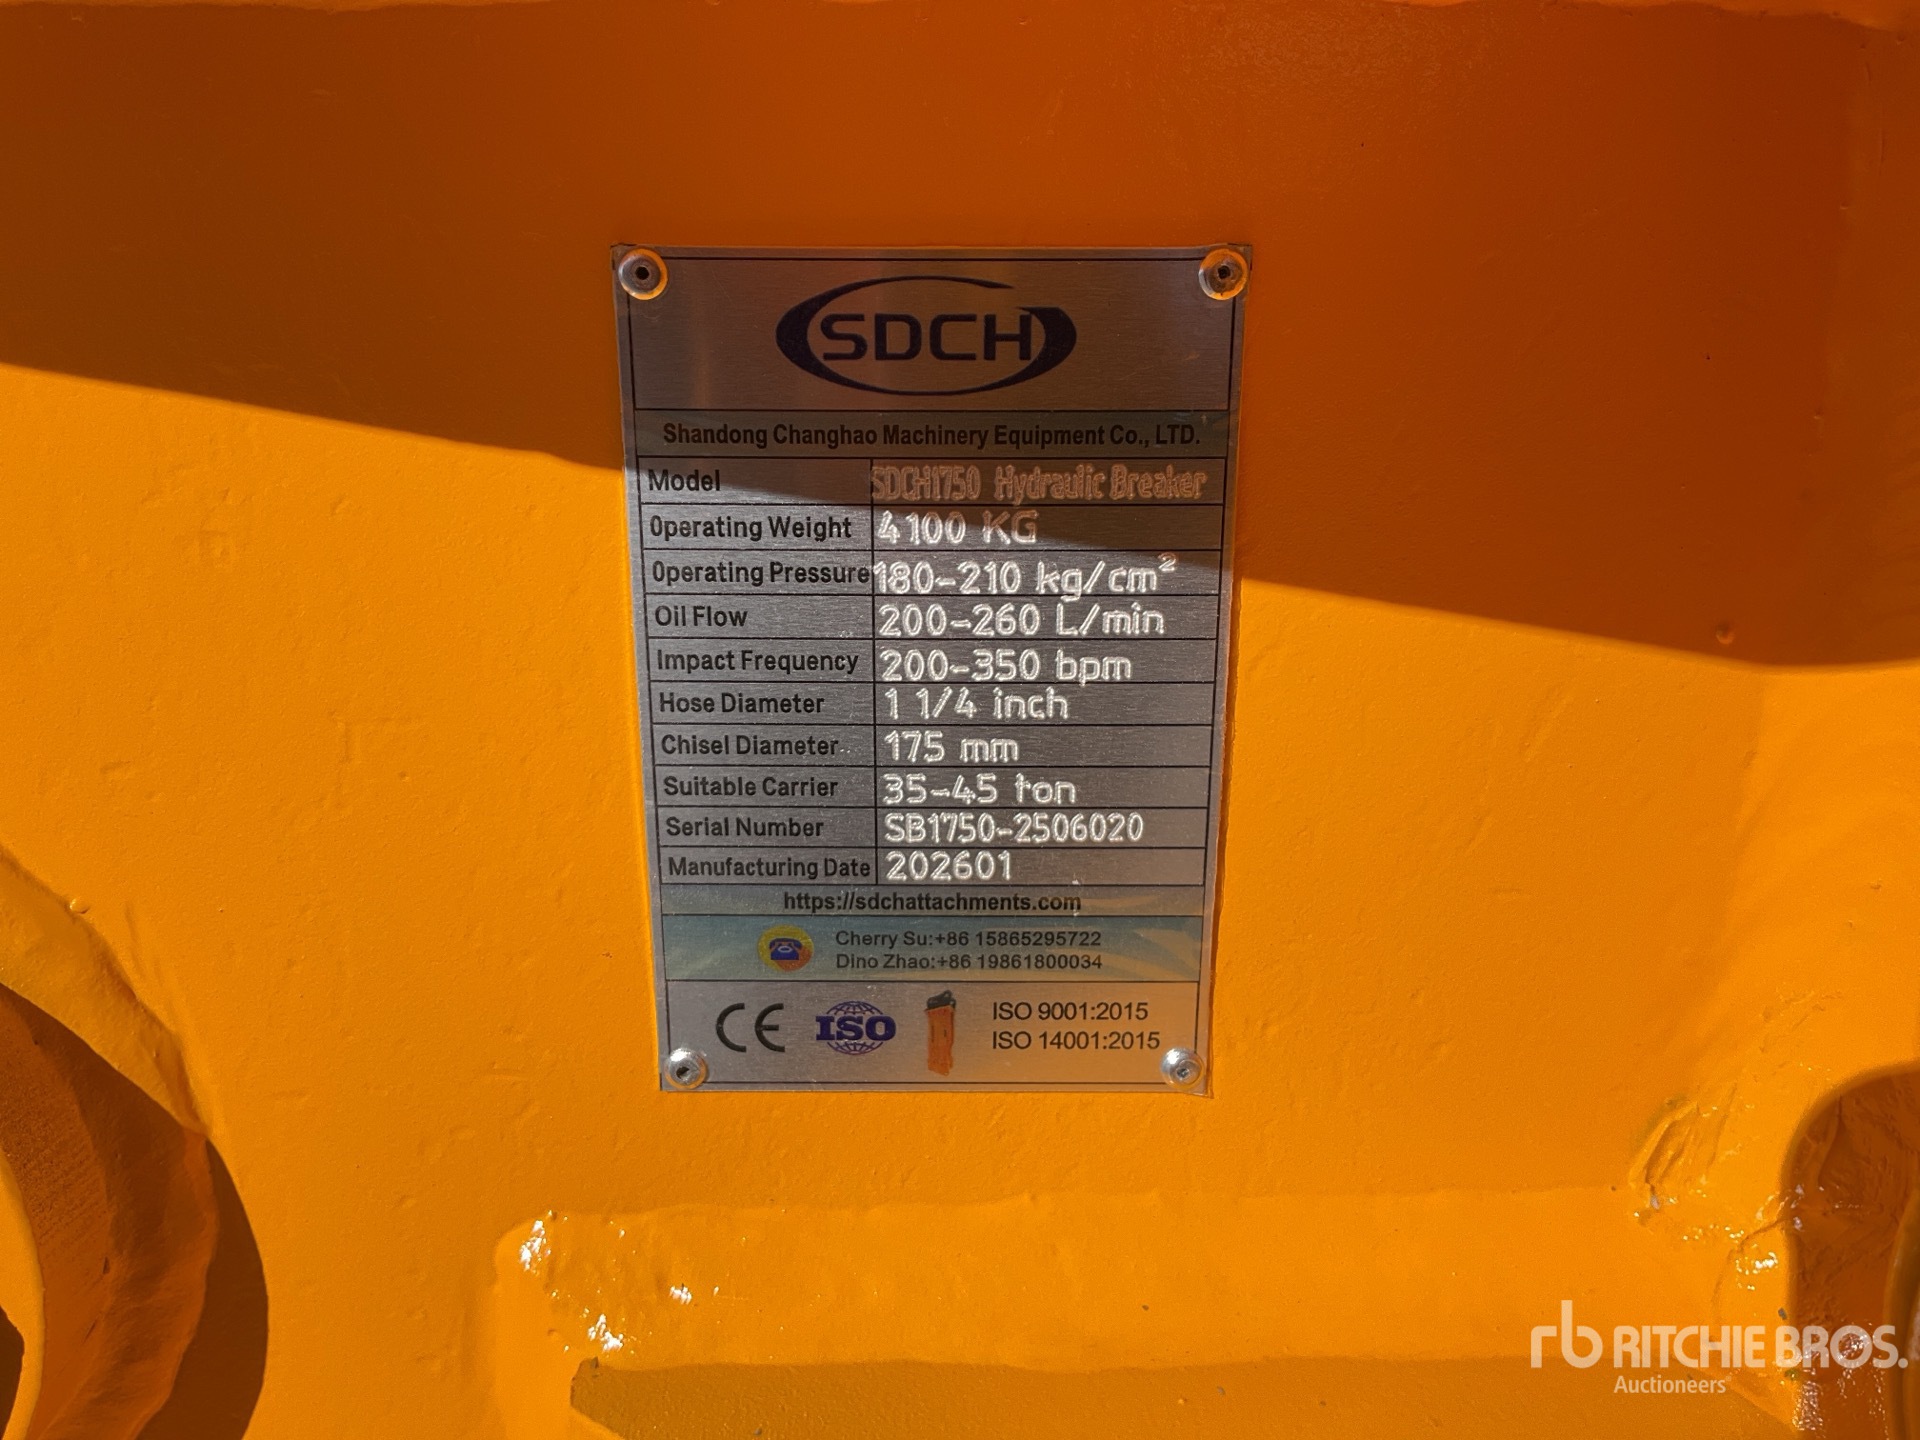 SDCH
Shandong Changhao Machinery Equipment Co., LTD.
Model SDCH1750 Hydraulic Breaker
Operating Weight 4100 KG
Operating Pressure 180-210 kg/cm²
Oil Flow 200-260 L/min
Impact Frequency 200-350 bpm
Hose Diameter 1 1/4 inch
Chisel Diameter 175 mm
Suitable Carrier 35-45 ton
Serial Number SB1750-2506020
Manufacturing Date 202601
https://sdchattachments.com
Cherry Su:+86 15865295722
Dino Zhao:+86 19861800034
CE ISO ISO 9001:2015
ISO 14001:2015
rb RITCHIE BROS.
Auctioneers